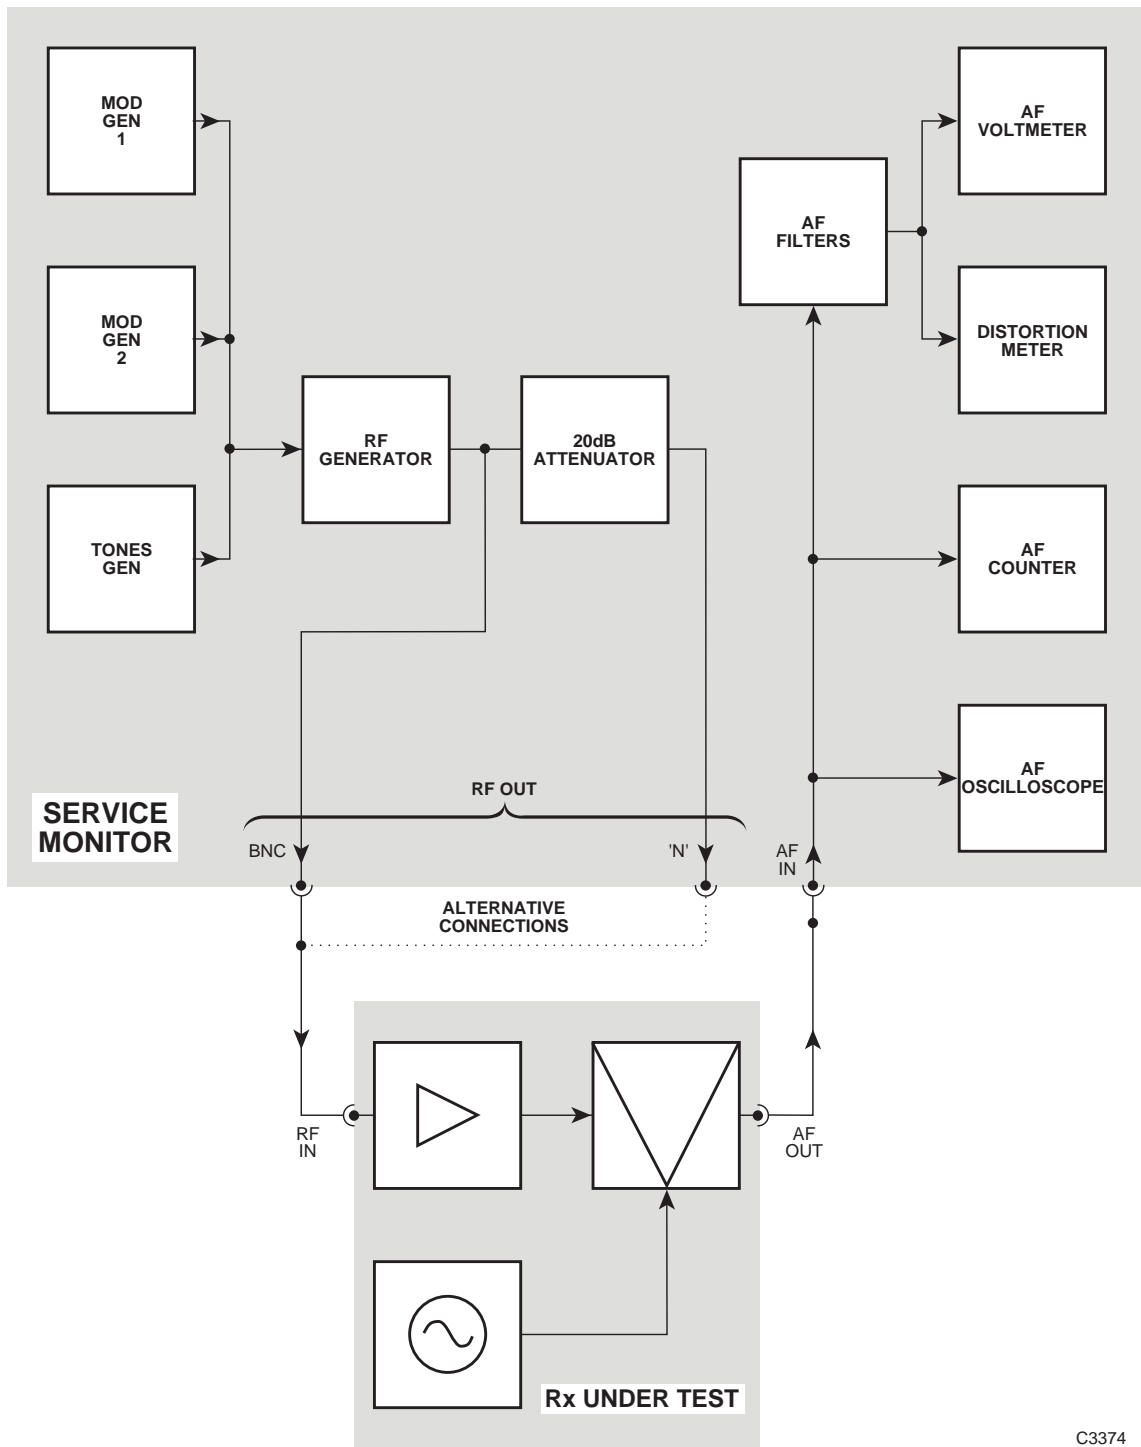 MOD
GEN
1
AF
VOLTMETER
AF
FILTERS
MOD
GEN
2
DISTORTION
METER
RF
GENERATOR
20dB
ATTENUATOR
TONES
GEN
AF
COUNTER
AF
OSCILLOSCOPE
RF OUT
SERVICE
MONITOR
BNC
'N'
AF
IN
ALTERNATIVE
CONNECTIONS
RF
IN
AF
OUT
Rx UNDER TEST
C3374